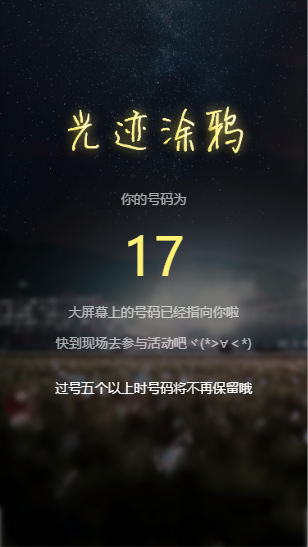 光迹涂鸦
你的号码为
17
大屏幕上的号码已经指向你啦
快到现场去参与活动吧ヾ(*>∀<*)
过号五个以上时号码将不再保留哦